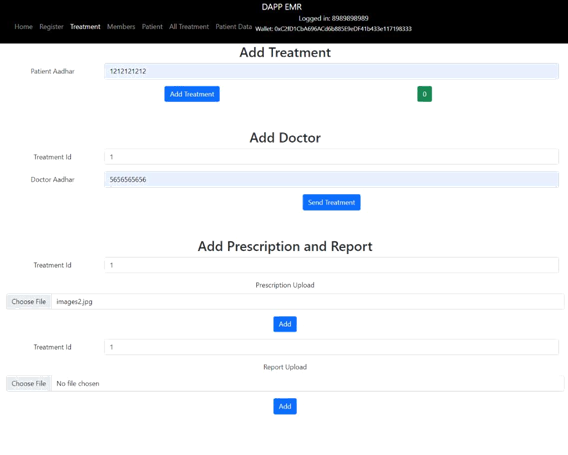 DAPP EMR
Logged in: 8989898989
Home Register Treatment Members Patient All Treatment Patient Data
Wallet: 0xC2fD1CbA696ACd6b885E9eDF41b433e117198333
Add Treatment
Patient Aadhar 1212121212
Add Treatment 0
Add Doctor
Treatment Id 1
Doctor Aadhar 5656565656
Send Treatment
Add Prescription and Report
Treatment Id 1
Prescription Upload
Choose File images2.jpg
Add
Treatment Id 1
Report Upload
Choose File No file chosen
Add